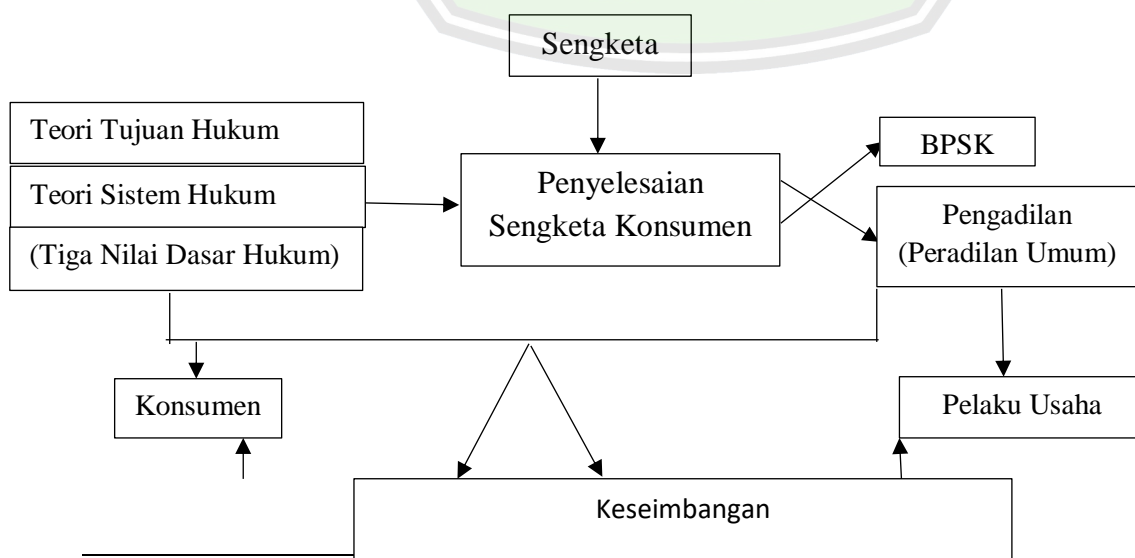 Sengketa
Teori Tujuan Hukum
Teori Sistem Hukum
(Tiga Nilai Dasar Hukum)
Penyelesaian
Sengketa Konsumen
BPSK
Pengadilan
(Peradilan Umum)
Konsumen
Pelaku Usaha
Keseimbangan